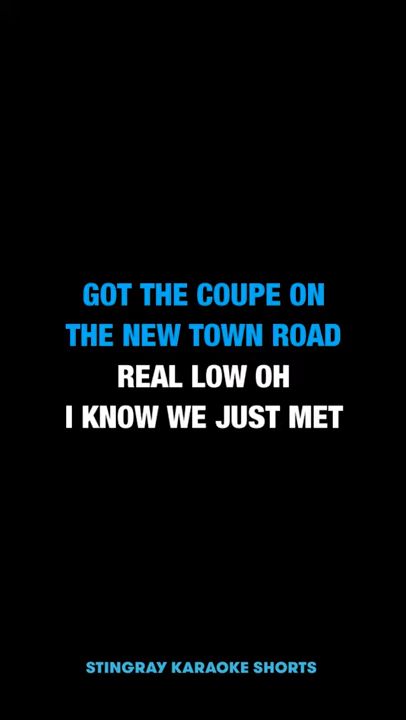 GOT THE COUPE ON
THE NEW TOWN ROAD
REAL LOW OH
I KNOW WE JUST MET
STINGRAY KARAOKE SHORTS